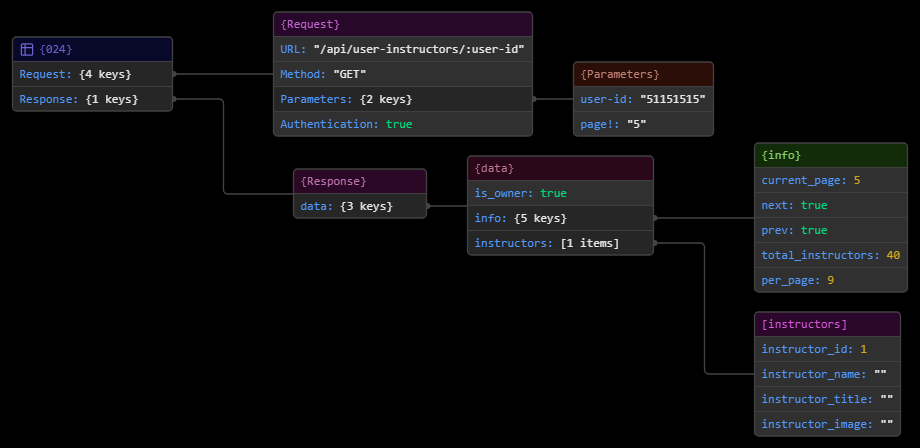 {024}
Request: {4 keys}
Response: {1 keys}
{Request}
URL: "/api/user-instructors/:user-id"
Method: "GET"
Parameters: {2 keys}
Authentication: true
{Parameters}
user-id: "51151515"
page!: "5"
{Response}
data: {3 keys}
{data}
is_owner: true
info: {5 keys}
instructors: [1 items]
{info}
current_page: 5
next: true
prev: true
total_instructors: 40
per_page: 9
[instructors]
instructor_id: 1
instructor_name: ""
instructor_title: ""
instructor_image: ""